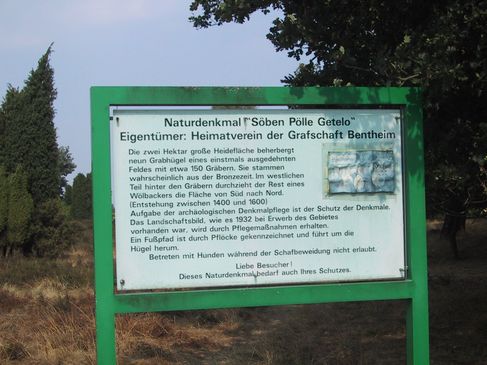 Naturdenkmal "Söben Pölle Getelo"
Eigentümer: Heimatverein der Grafschaft Bentheim
Die zwei Hektar große Heidefläche beherbergt
neun Grabhügel eines einstmals ausgedehnten
Feldes mit etwa 150 Gräbern. Sie stammen
wahrscheinlich aus der Bronzezeit. Im westlichen
Teil hinter den Gräbern durchzieht der Rest eines
Wölbackers die Fläche von Süd nach Nord.
(Entstehung zwischen 1400 und 1600)
Aufgabe der archäologischen Denkmalpflege ist der Schutz der Denkmale.
Das Landschaftsbild, wie es 1932 bei Erwerb des Gebietes
vorhanden war, wird durch Pflegemaßnahmen erhalten.
Ein Fußpfad ist durch Pflöcke gekennzeichnet und führt um die
Hügel herum.
Betreten mit Hunden während der Schafbeweidung nicht erlaubt.
Liebe Besucher!
Dieses Naturdenkmal bedarf auch Ihres Schutzes.